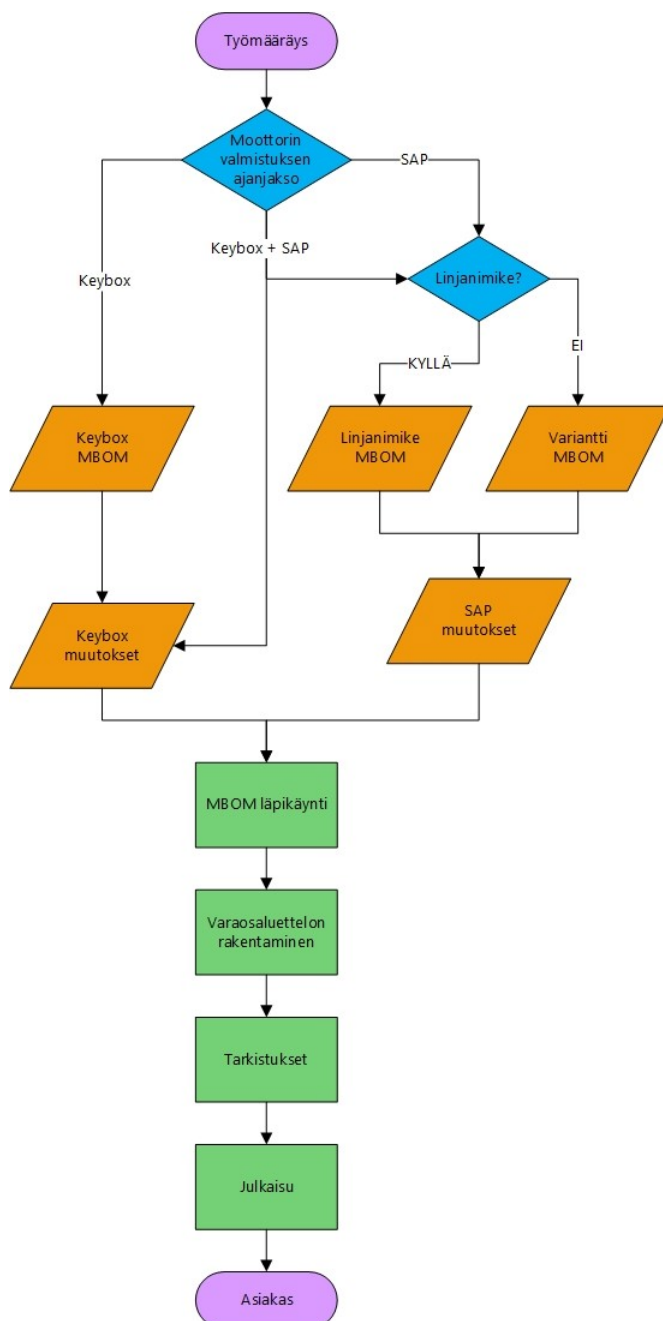 Työmääräys
Moottorin
valmistuksen
ajanjakso
SAP
Keybox + SAP
Keybox
Linjanimike?
KYLLÄ
EI
Keybox
MBOM
Linjanimike
MBOM
Variantti
MBOM
Keybox
muutokset
SAP
muutokset
MBOM läpikäynti
Varaosaluettelon
rakentaminen
Tarkistukset
Julkaisu
Asiakas